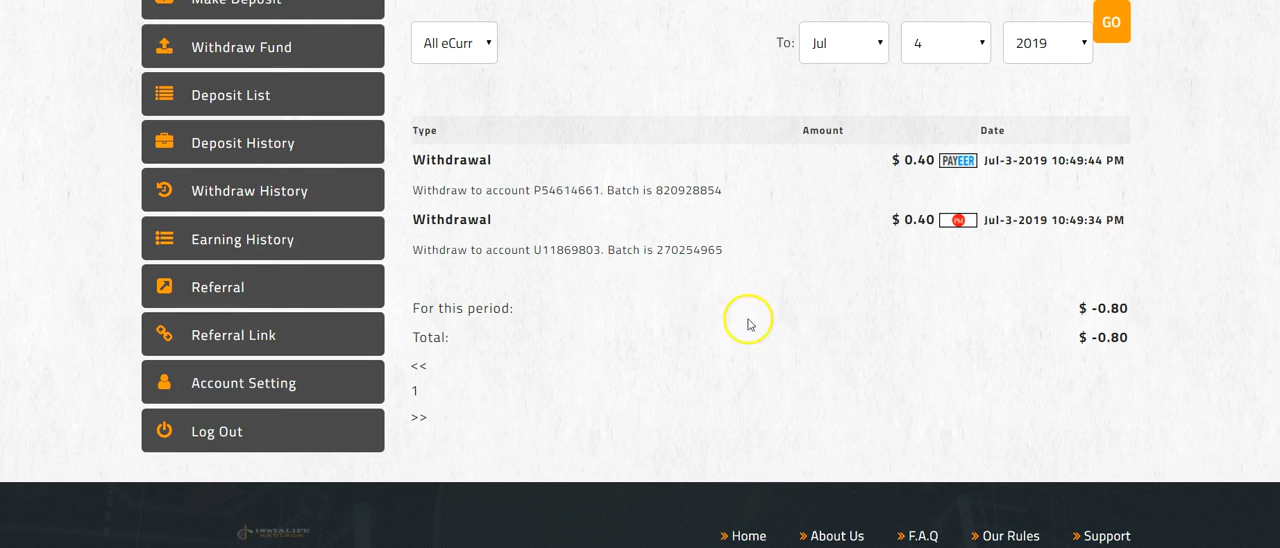 Make Deposit
Withdraw Fund
Deposit List
Deposit History
Withdraw History
Earning History
Referral
Referral Link
Account Setting
Log Out
All eCurr To: Jul 4 2019 GO
Type Amount Date
Withdrawal $ 0.40 PAYEER Jul-3-2019 10:49:44 PM
Withdraw to account P54614661. Batch is 820928854
Withdrawal $ 0.40 PM Jul-3-2019 10:49:34 PM
Withdraw to account U11869803. Batch is 270254965
For this period: $ -0.80
Total: $ -0.80
<<
1
>>
INSTALIFE
SAVINGS
» Home » About Us » F.A.Q » Our Rules » Support